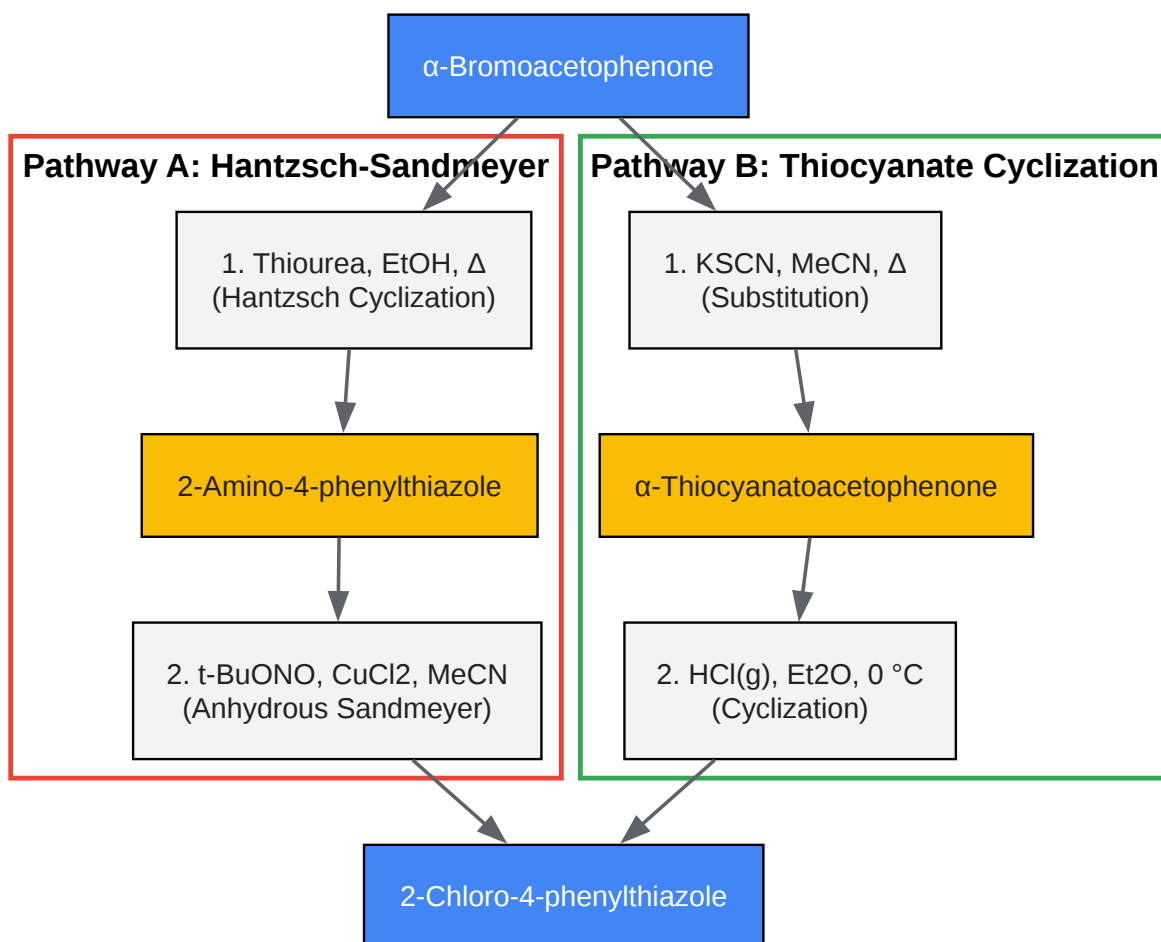 α-Bromoacetophenone
Pathway A: Hantzsch-Sandmeyer
1. Thiourea, EtOH, Δ
(Hantzsch Cyclization)
2-Amino-4-phenylthiazole
2. t-BuONO, CuCl2, MeCN
(Anhydrous Sandmeyer)
Pathway B: Thiocyanate Cyclization
1. KSCN, MeCN, Δ
(Substitution)
α-Thiocyanatoacetophenone
2. HCl(g), Et2O, 0 °C
(Cyclization)
2-Chloro-4-phenylthiazole